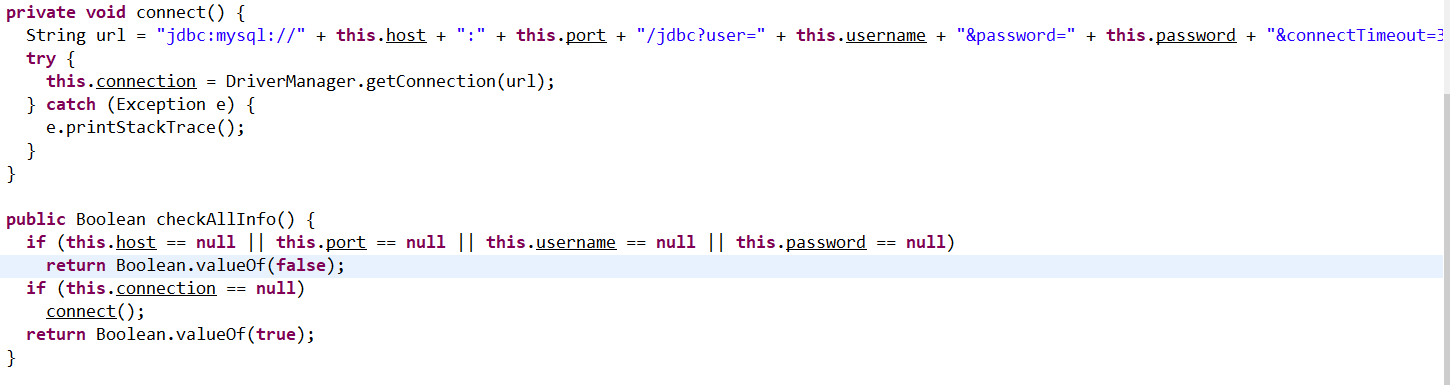 private void connect() {
String url = "jdbc:mysql://" + this.host + ":" + this.port + "/jdbc?user=" + this.username + "&password=" + this.password + "&connectTimeout=3
try {
this.connection = DriverManager.getConnection(url);
} catch (Exception e) {
e.printStackTrace();
}
}
public Boolean checkAllInfo() {
if (this.host == null || this.port == null || this.username == null || this.password == null)
return Boolean.valueOf(false);
if (this.connection == null)
connect();
return Boolean.valueOf(true);
}